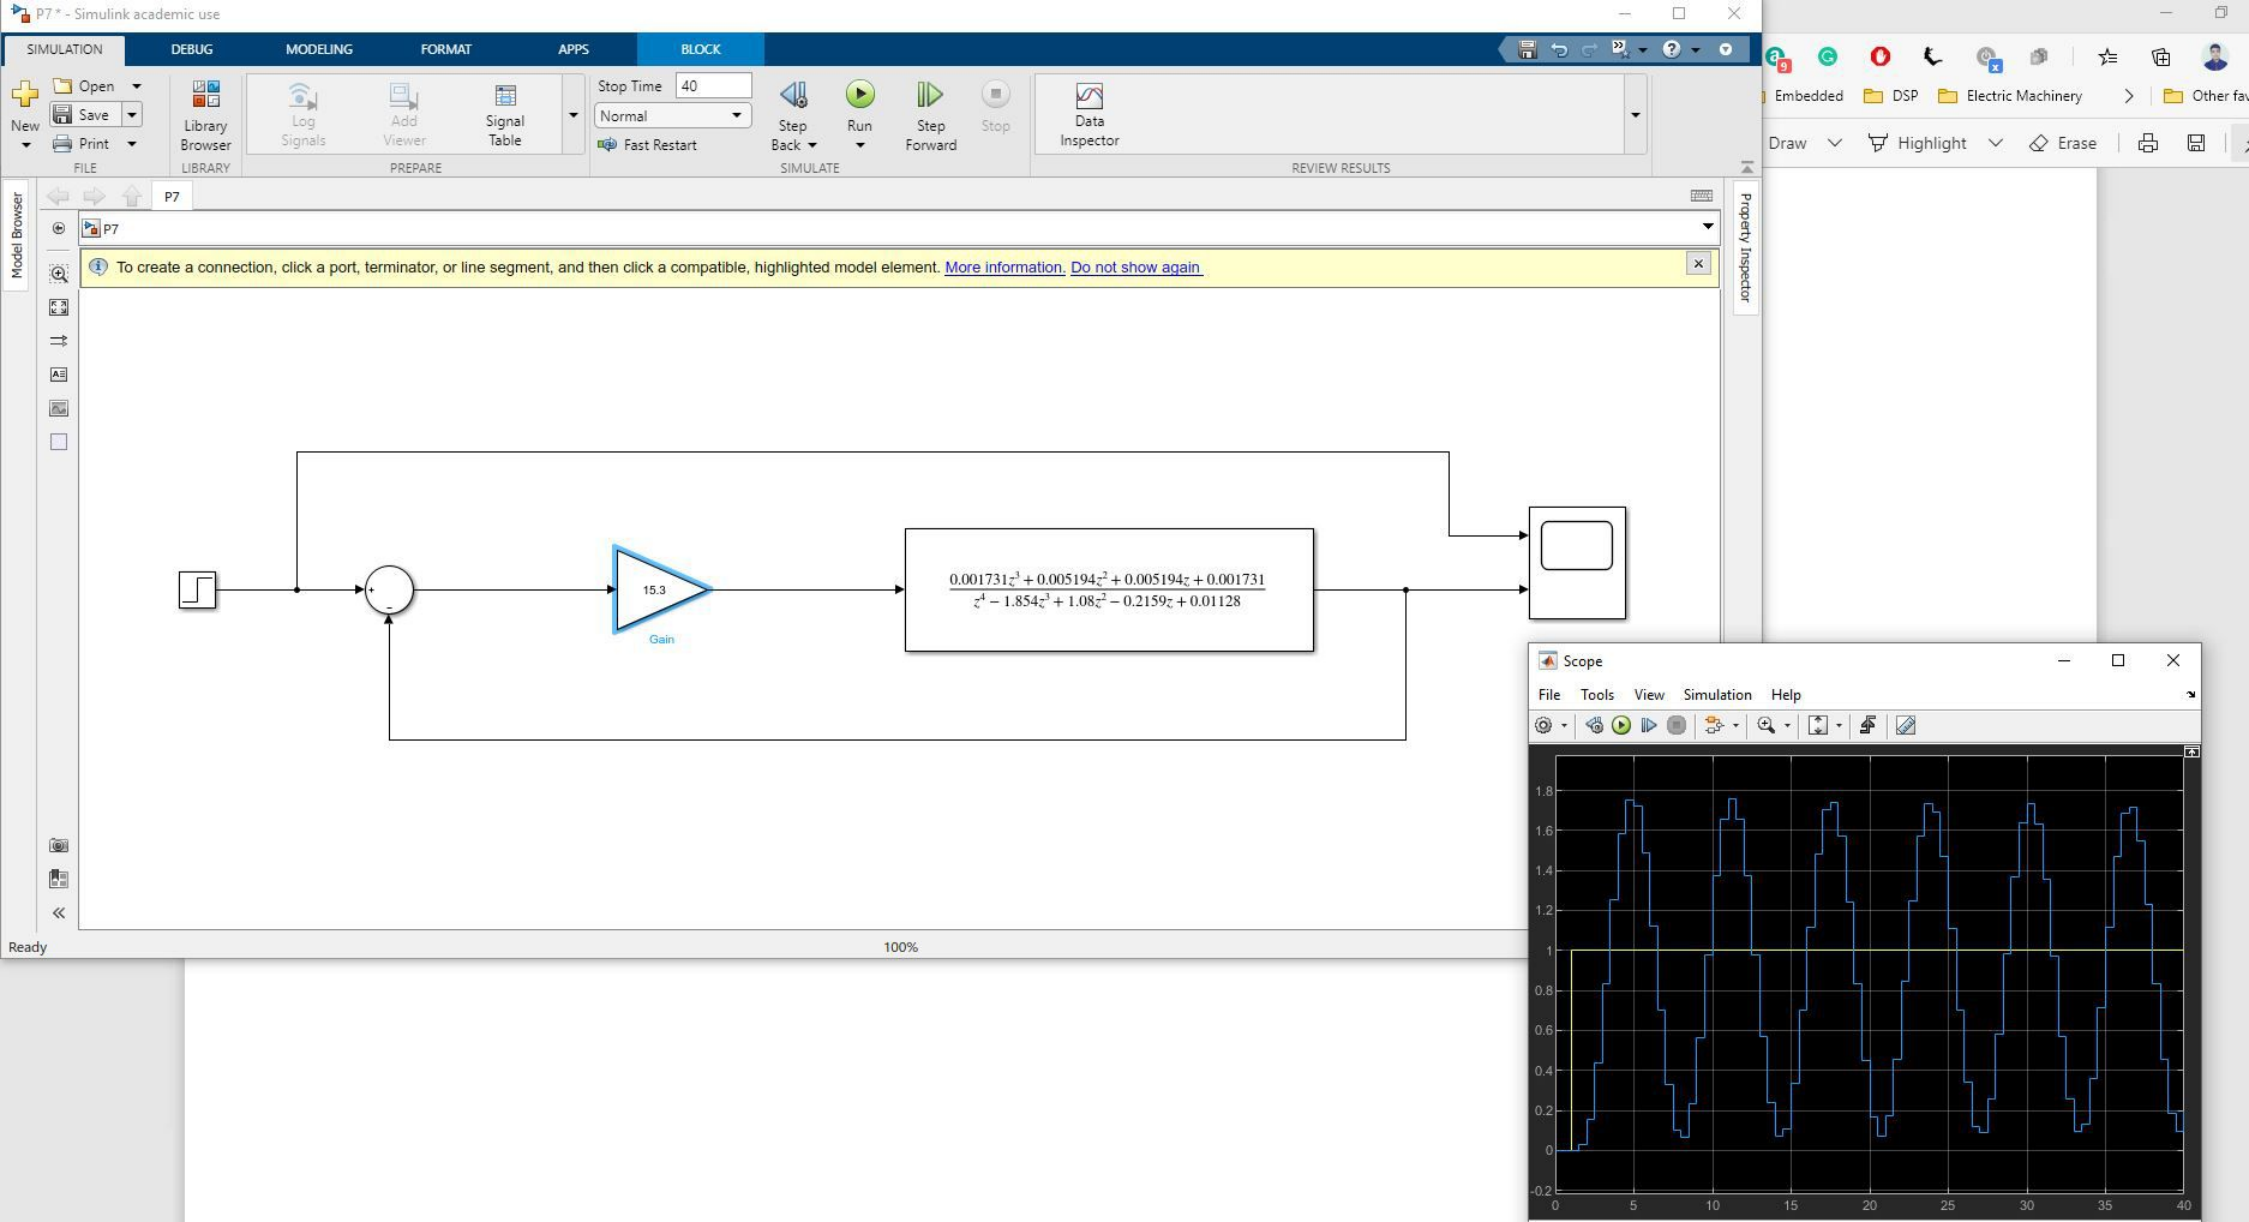 P7 * - Simulink academic use
SIMULATION DEBUG MODELING FORMAT APPS BLOCK
New
Open
Save
Print
FILE
Library
Browser
LIBRARY
Log
Signals
Add
Viewer
Signal
Table
PREPARE
Stop Time 40
Normal
Fast Restart
Step
Back
Run
Step
Forward
Stop
SIMULATE
Data
Inspector
REVIEW RESULTS
Embedded DSP Electric Machinery Other fav
Draw Highlight Erase
P7
P7
Model Browser
Property Inspector
To create a connection, click a port, terminator, or line segment, and then click a compatible, highlighted model element. More information. Do not show again
15.3
Gain
0.001731z³ + 0.005194z² + 0.005194z + 0.001731
z⁴ − 1.854z³ + 1.08z² − 0.2159z + 0.01128
Ready 100%
Scope
File Tools View Simulation Help
1.8
1.6
1.4
1.2
1
0.8
0.6
0.4
0.2
0
-0.2
0 5 10 15 20 25 30 35 40